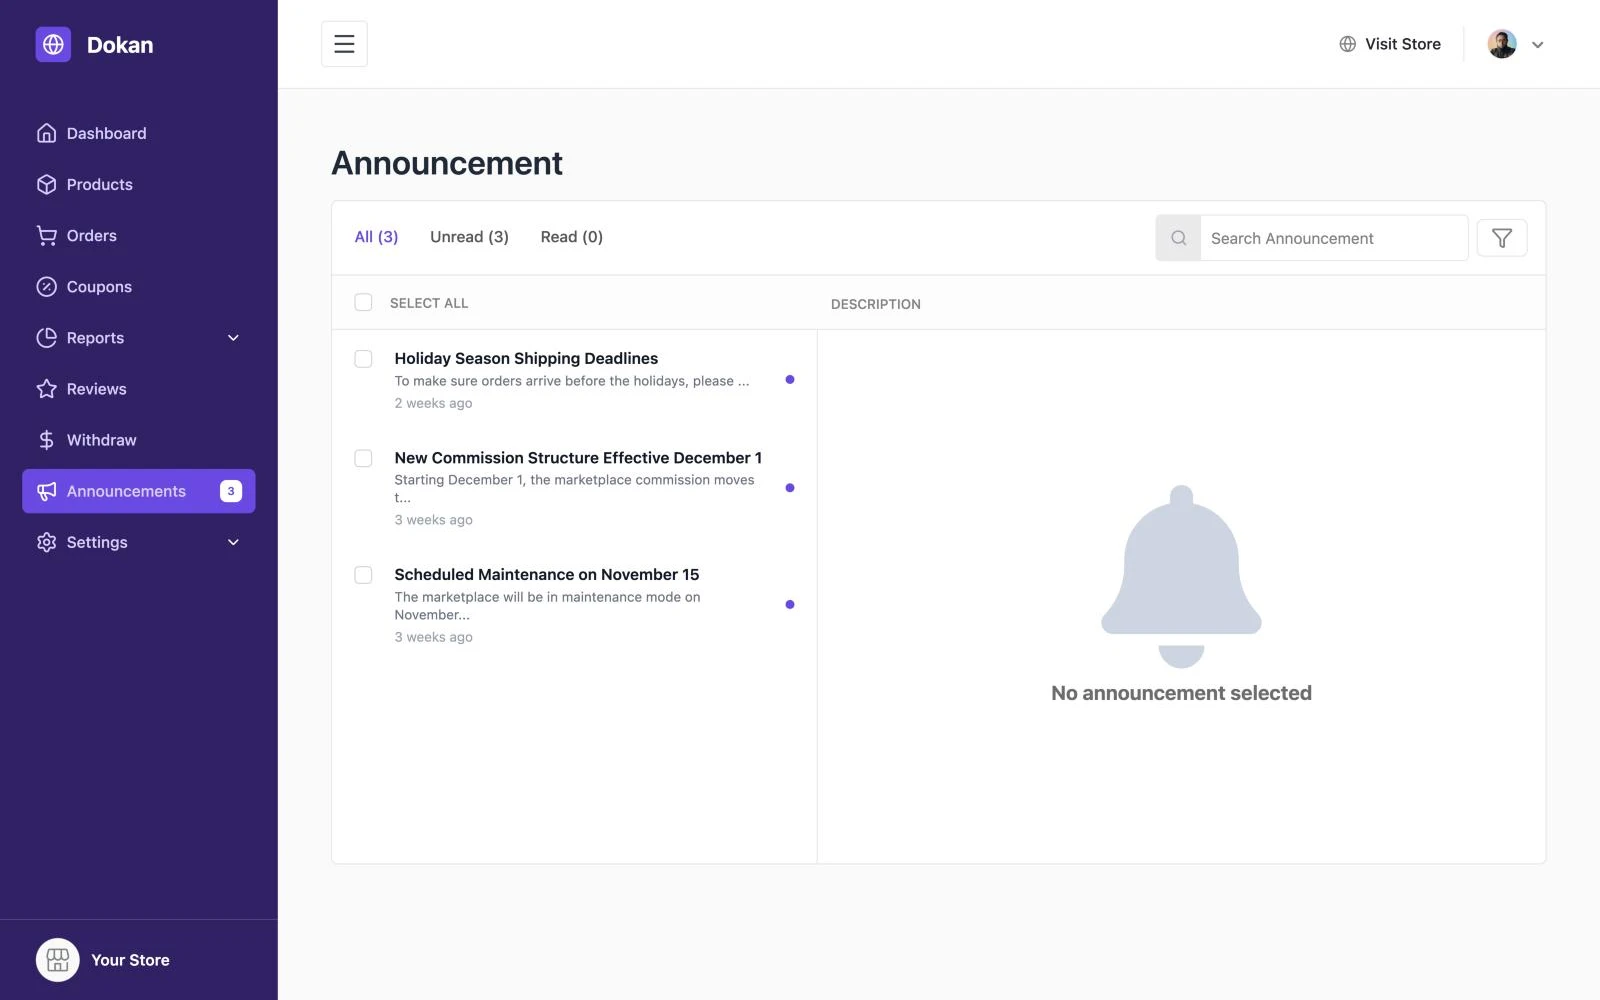 Dokan
Dashboard
Products
Orders
Coupons
Reports
Reviews
Withdraw
Announcements 3
Settings
Your Store
Visit Store
Announcement
All (3) Unread (3) Read (0)
Search Announcement
SELECT ALL
DESCRIPTION
Holiday Season Shipping Deadlines
To make sure orders arrive before the holidays, please ...
2 weeks ago
New Commission Structure Effective December 1
Starting December 1, the marketplace commission moves
t...
3 weeks ago
Scheduled Maintenance on November 15
The marketplace will be in maintenance mode on
November...
3 weeks ago
No announcement selected